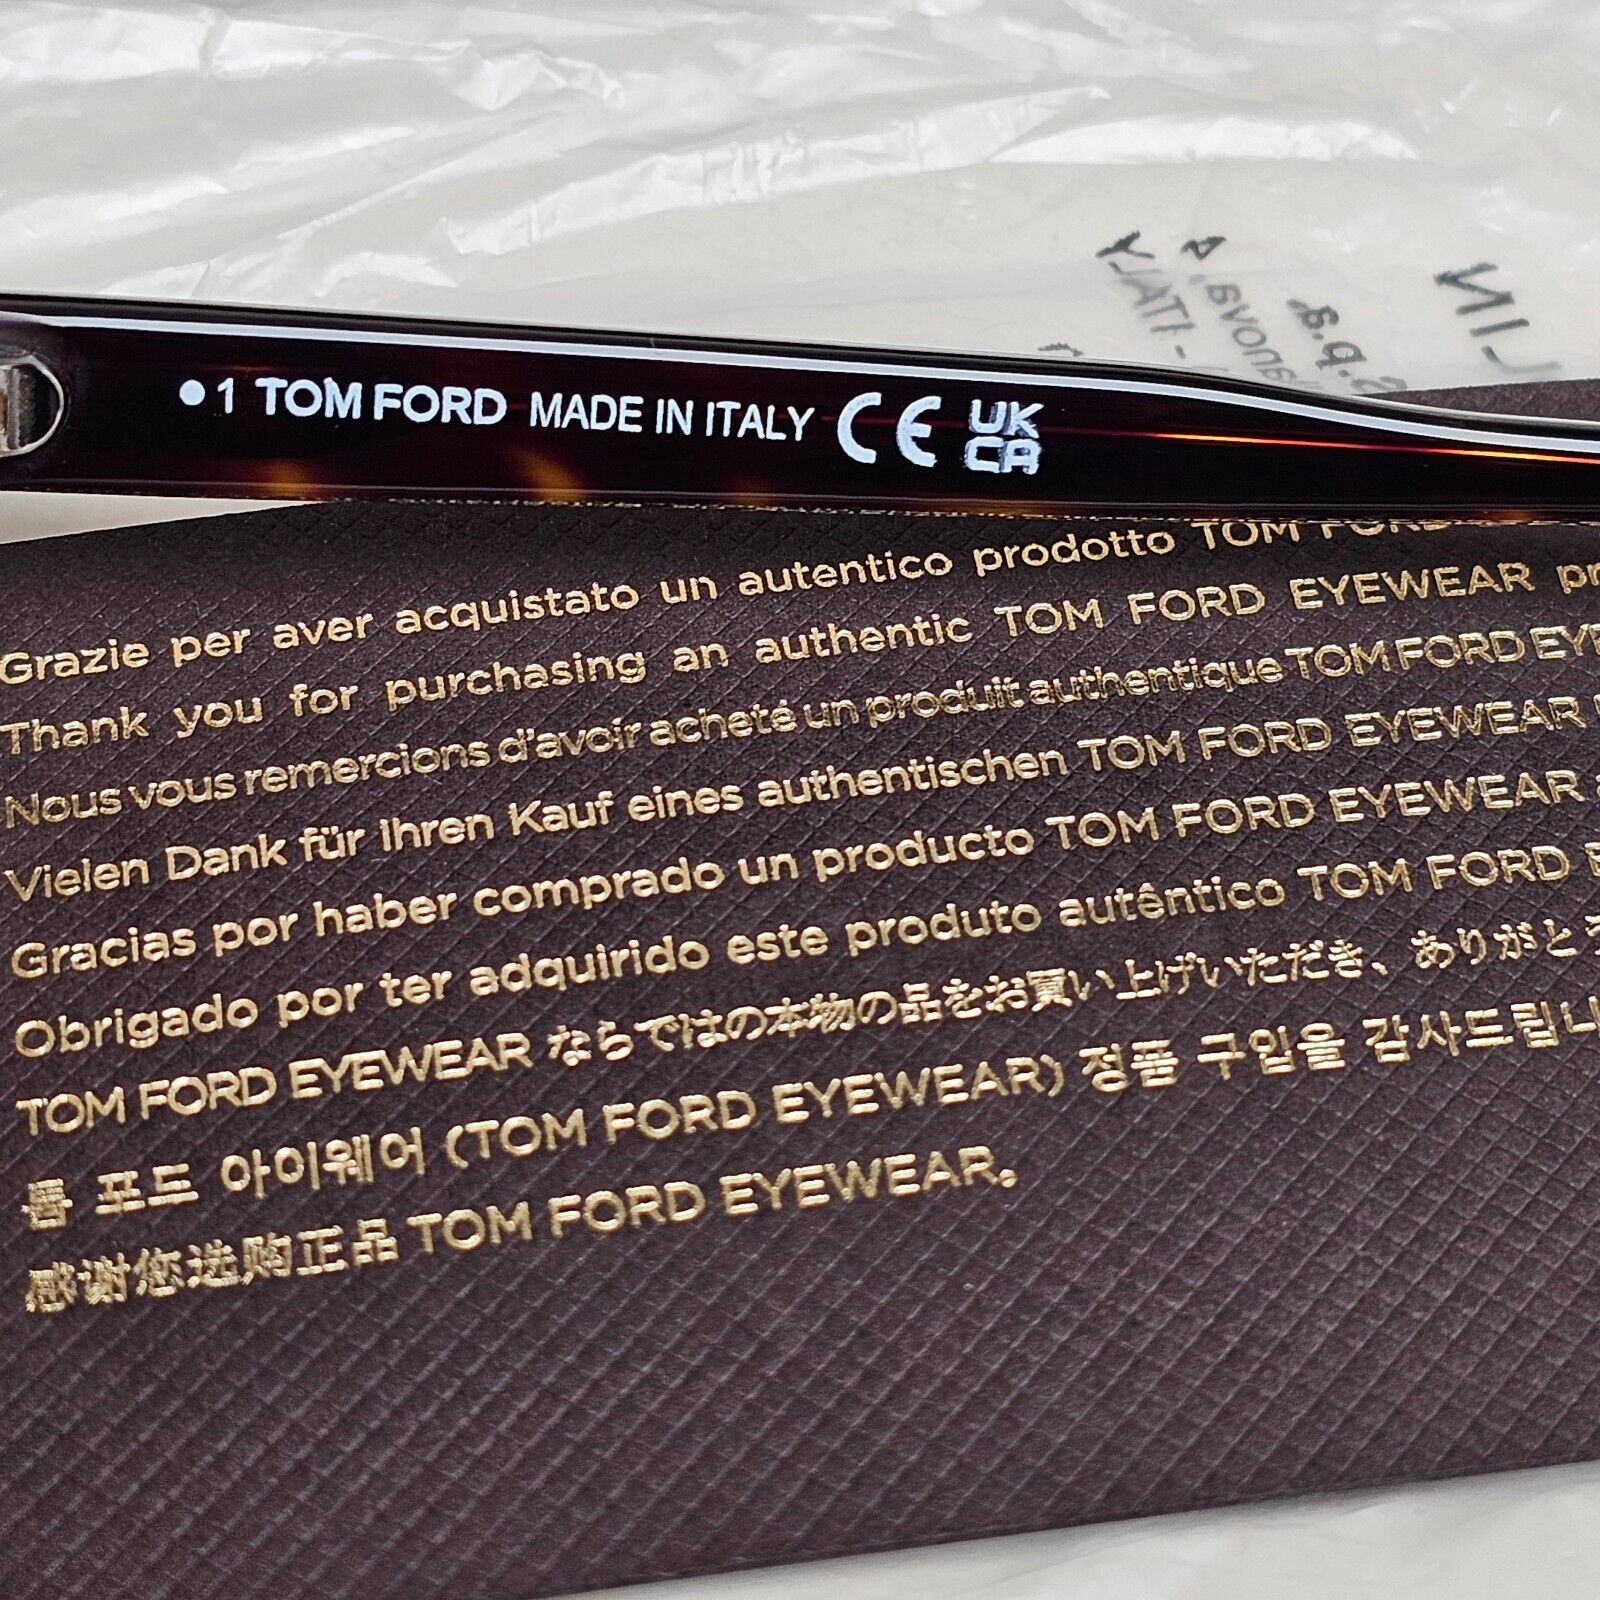 ●1 TOM FORD MADE IN ITALY CE UK CA
Grazie per aver acquistato un autentico prodotto TOM FORD
Thank you for purchasing an authentic TOM FORD EYEWEAR
Nous vous remercions d'avoir acheté un produit authentique TOM FORD
Vielen Dank für Ihren Kauf eines authentischen TOM FORD EYEWEAR
Gracias por haber comprado un producto TOM FORD EYEWEAR
Obrigado por ter adquirido este produto autêntico TOM FORD
TOM FORD EYEWEAR ならではの本物の品をお買い上げいただき、ありがとう
톰 포드 아이웨어 (TOM FORD EYEWEAR) 정품 구입을 감사드립니
感谢您选购正品 TOM FORD EYEWEAR。
S.p.a.
ITALY